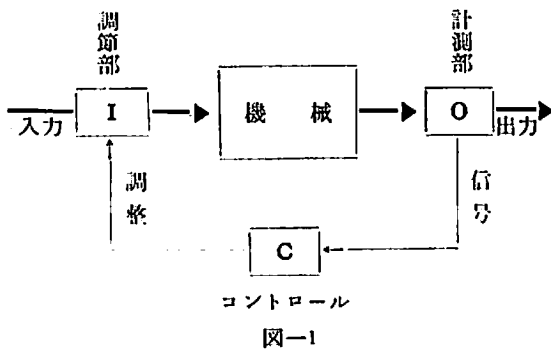 調節部
計測部
I
機 械
O
入力
出力
調整
信号
C
コントロール
図—1